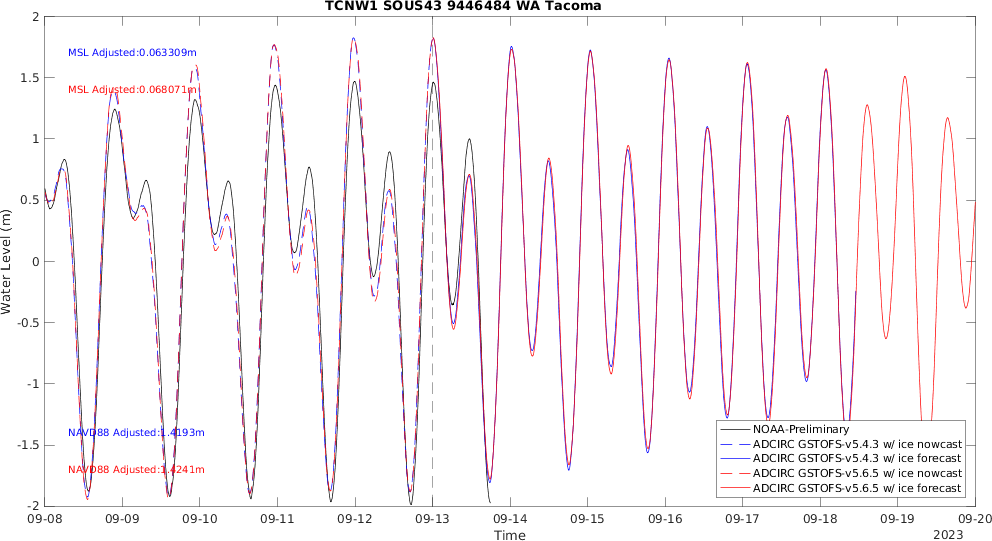 TCNW1 SOUS43 9446484 WA Tacoma
2
1.5
1
0.5
0
-0.5
-1
-1.5
-2
Water Level (m)
MSL Adjusted:0.063309m
MSL Adjusted:0.068071m
NAVD88 Adjusted:1.4193m
NAVD88 Adjusted:1.4241m
NOAA-Preliminary
ADCIRC GSTOFS-v5.4.3 w/ ice nowcast
ADCIRC GSTOFS-v5.4.3 w/ ice forecast
ADCIRC GSTOFS-v5.6.5 w/ ice nowcast
ADCIRC GSTOFS-v5.6.5 w/ ice forecast
09-08 09-09 09-10 09-11 09-12 09-13 09-14 09-15 09-16 09-17 09-18 09-19 09-20
Time
2023